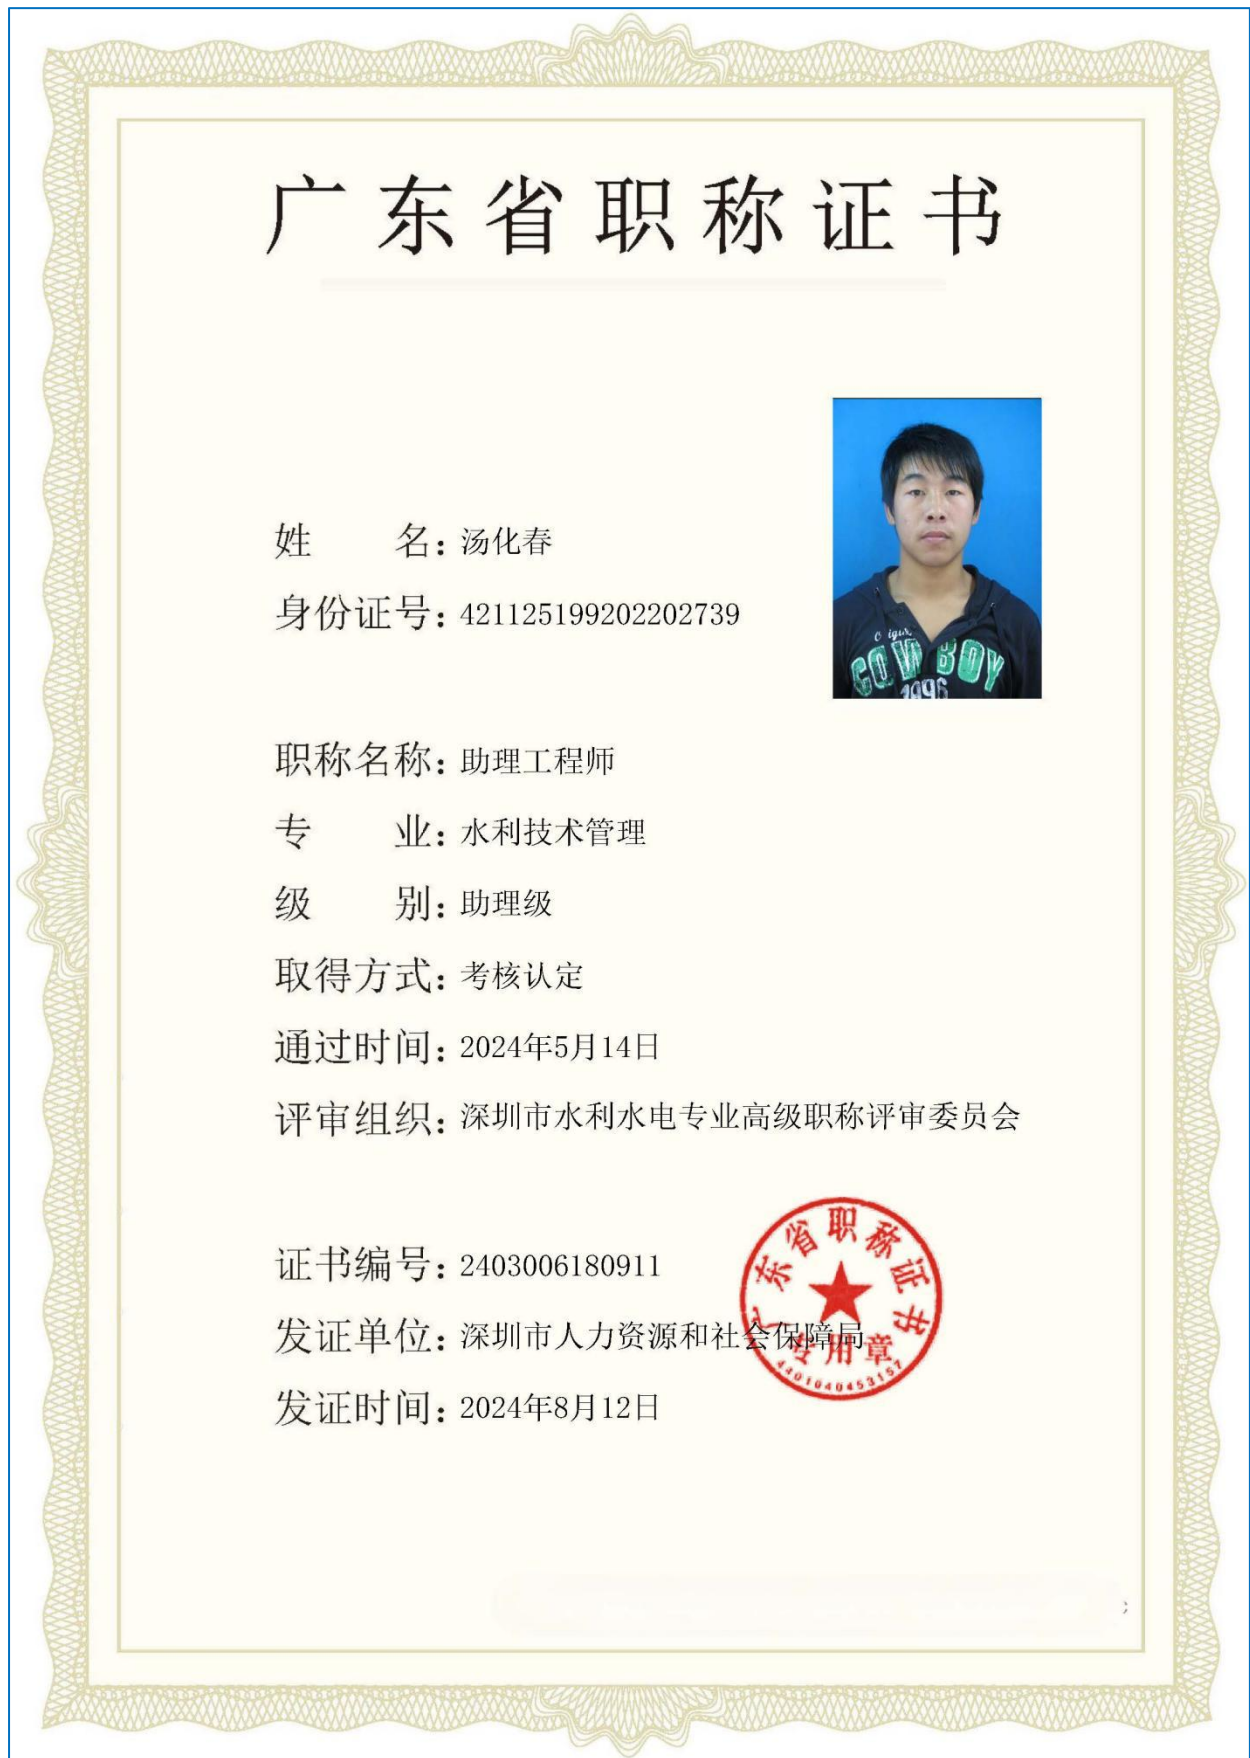 广东省职称证书
姓名：汤化春
身份证号：421125199202202739
Origin
COWBOY
1996
职称名称：助理工程师
专业：水利技术管理
级别：助理级
取得方式：考核认定
通过时间：2024年5月14日
评审组织：深圳市水利水电专业高级职称评审委员会
证书编号：2403006180911
发证单位：深圳市人力资源和社会保障局
发证时间：2024年8月12日
广东省职称证书
专用章
4401040453157